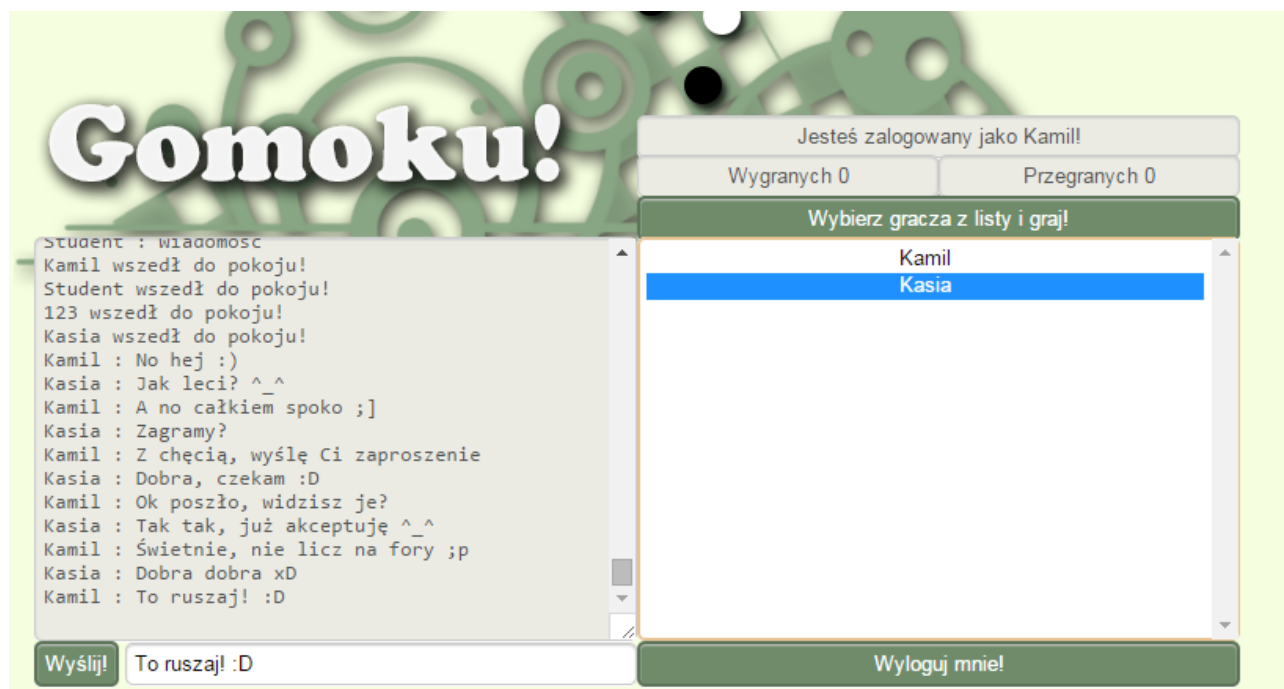 Gomoku!
Jesteś zalogowany jako Kamil!
Wygranych 0
Przegranych 0
Wybierz gracza z listy i graj!
Student : wiadomość
Kamil wszedł do pokoju!
Student wszedł do pokoju!
123 wszedł do pokoju!
Kasia wszedł do pokoju!
Kamil : No hej :)
Kasia : Jak leci? ^_^
Kamil : A no całkiem spoko ;]
Kasia : Zagramy?
Kamil : Z chęcią, wyślę Ci zaproszenie
Kasia : Dobra, czekam :D
Kamil : Ok poszło, widzisz je?
Kasia : Tak tak, już akceptuję ^_^
Kamil : Świetnie, nie licz na fory ;p
Kasia : Dobra dobra xD
Kamil : To ruszaj! :D
Kamil
Kasia
Wyślij!
To ruszaj! :D
Wyloguj mnie!